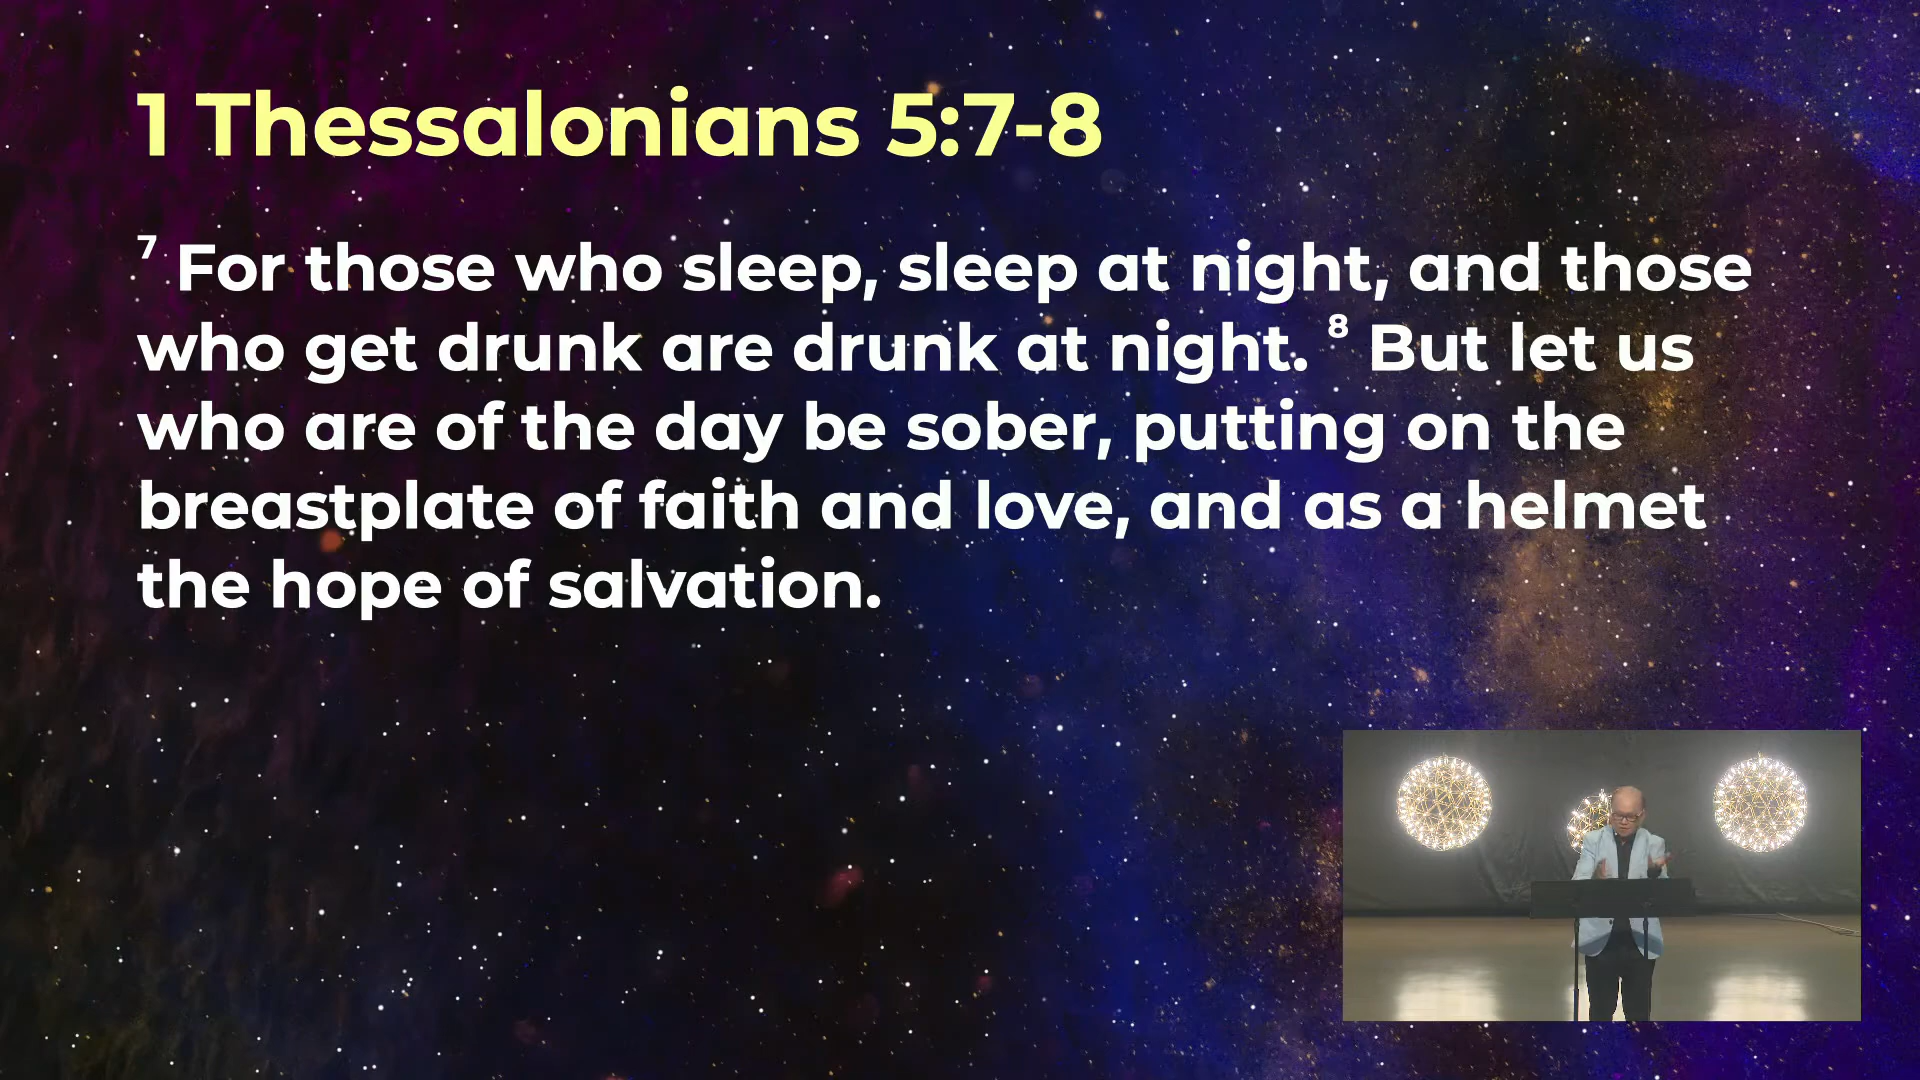 1 Thessalonians 5:7-8
7 For those who sleep, sleep at night, and those
who get drunk are drunk at night. 8 But let us
who are of the day be sober, putting on the
breastplate of faith and love, and as a helmet
the hope of salvation.